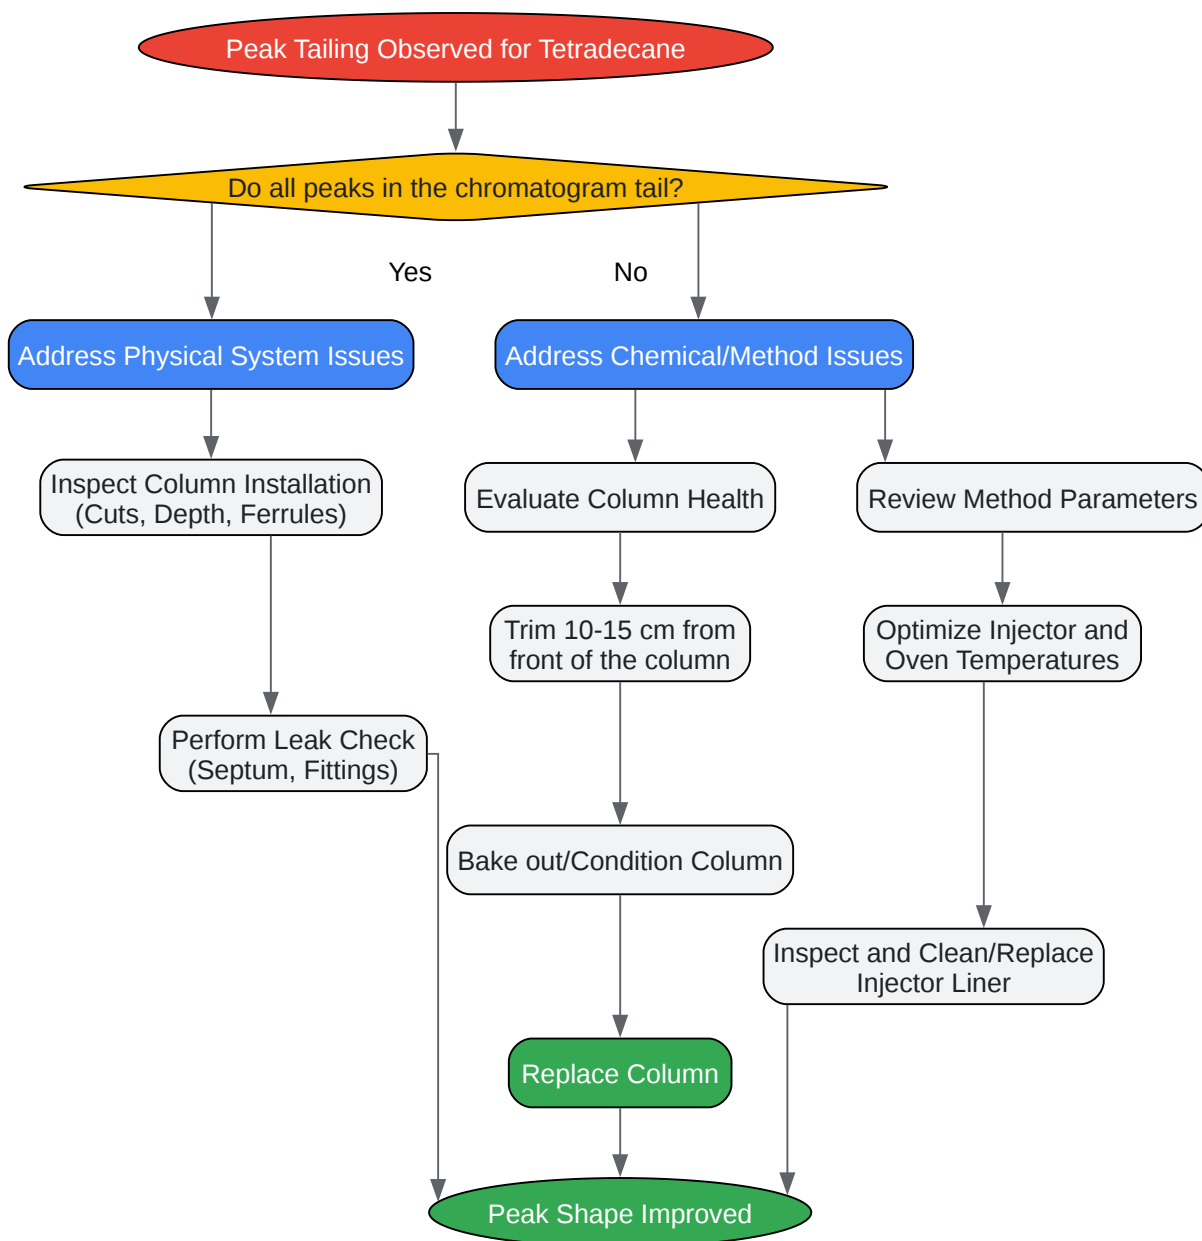 Peak Tailing Observed for Tetradecane
Do all peaks in the chromatogram tail?
Yes
No
Address Physical System Issues
Address Chemical/Method Issues
Inspect Column Installation
(Cuts, Depth, Ferrules)
Evaluate Column Health
Review Method Parameters
Trim 10-15 cm from
front of the column
Optimize Injector and
Oven Temperatures
Perform Leak Check
(Septum, Fittings)
Bake out/Condition Column
Inspect and Clean/Replace
Injector Liner
Replace Column
Peak Shape Improved